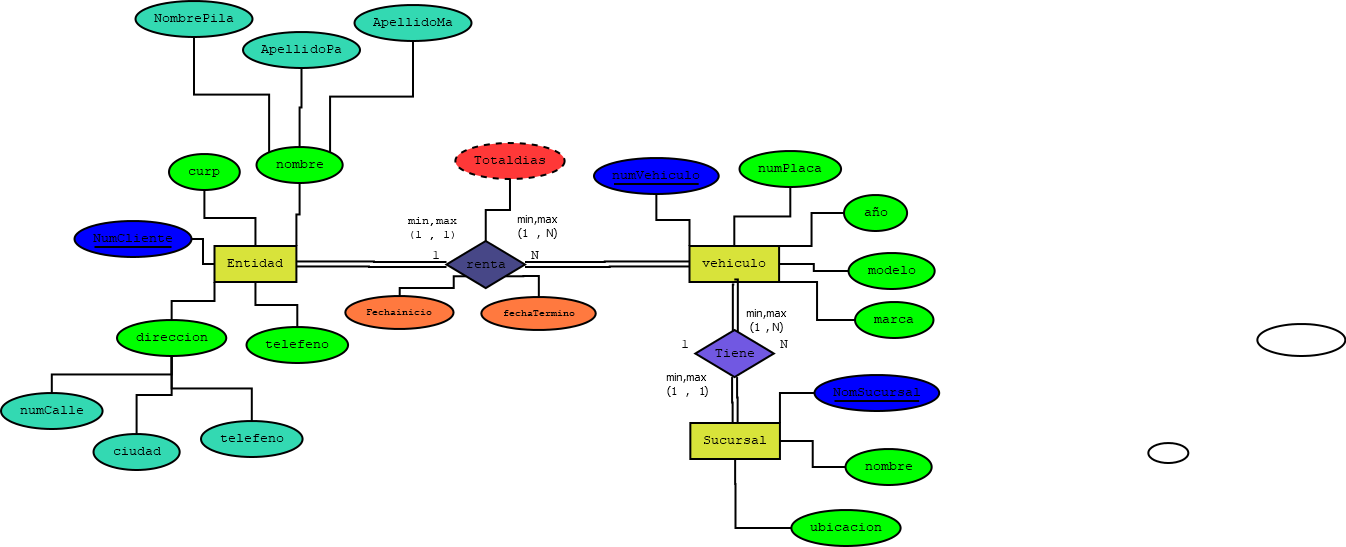 NombrePila
ApellidoMa
ApellidoPa
curp
nombre
Totaldias
numVehiculo
numPlaca
año
NumCliente
min,max
(1 , 1)
min,max
(1 , N)
Entidad
1
renta
N
vehiculo
modelo
Fechainicio
fechaTermino
marca
direccion
telefeno
min,max
(1 , N)
1
Tiene
N
min,max
(1 , 1)
NomSucursal
numCalle
telefeno
ciudad
Sucursal
nombre
ubicacion